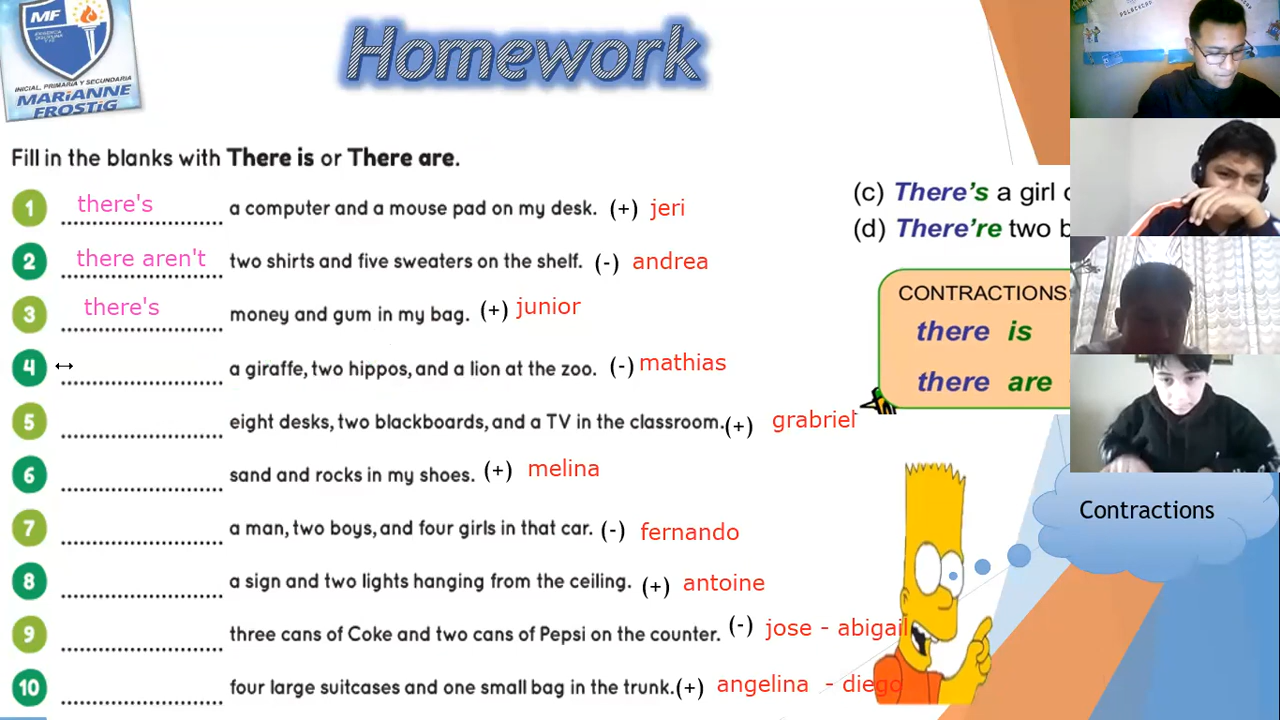 MF
INICIAL, PRIMARIA Y SECUNDARIA
MARIANNE
FROSTIG
Homework
Fill in the blanks with There is or There are.
1 there's a computer and a mouse pad on my desk. (+) jeri
2 there aren't two shirts and five sweaters on the shelf. (-) andrea
3 there's money and gum in my bag. (+) junior
4 a giraffe, two hippos, and a lion at the zoo. (-) mathias
5 eight desks, two blackboards, and a TV in the classroom. (+) grabriel
6 sand and rocks in my shoes. (+) melina
7 a man, two boys, and four girls in that car. (-) fernando
8 a sign and two lights hanging from the ceiling. (+) antoine
9 three cans of Coke and two cans of Pepsi on the counter. (-) jose - abigail
10 four large suitcases and one small bag in the trunk. (+) angelina - diego
(c) There's a girl
(d) There're two
CONTRACTIONS
there is
there are
Contractions